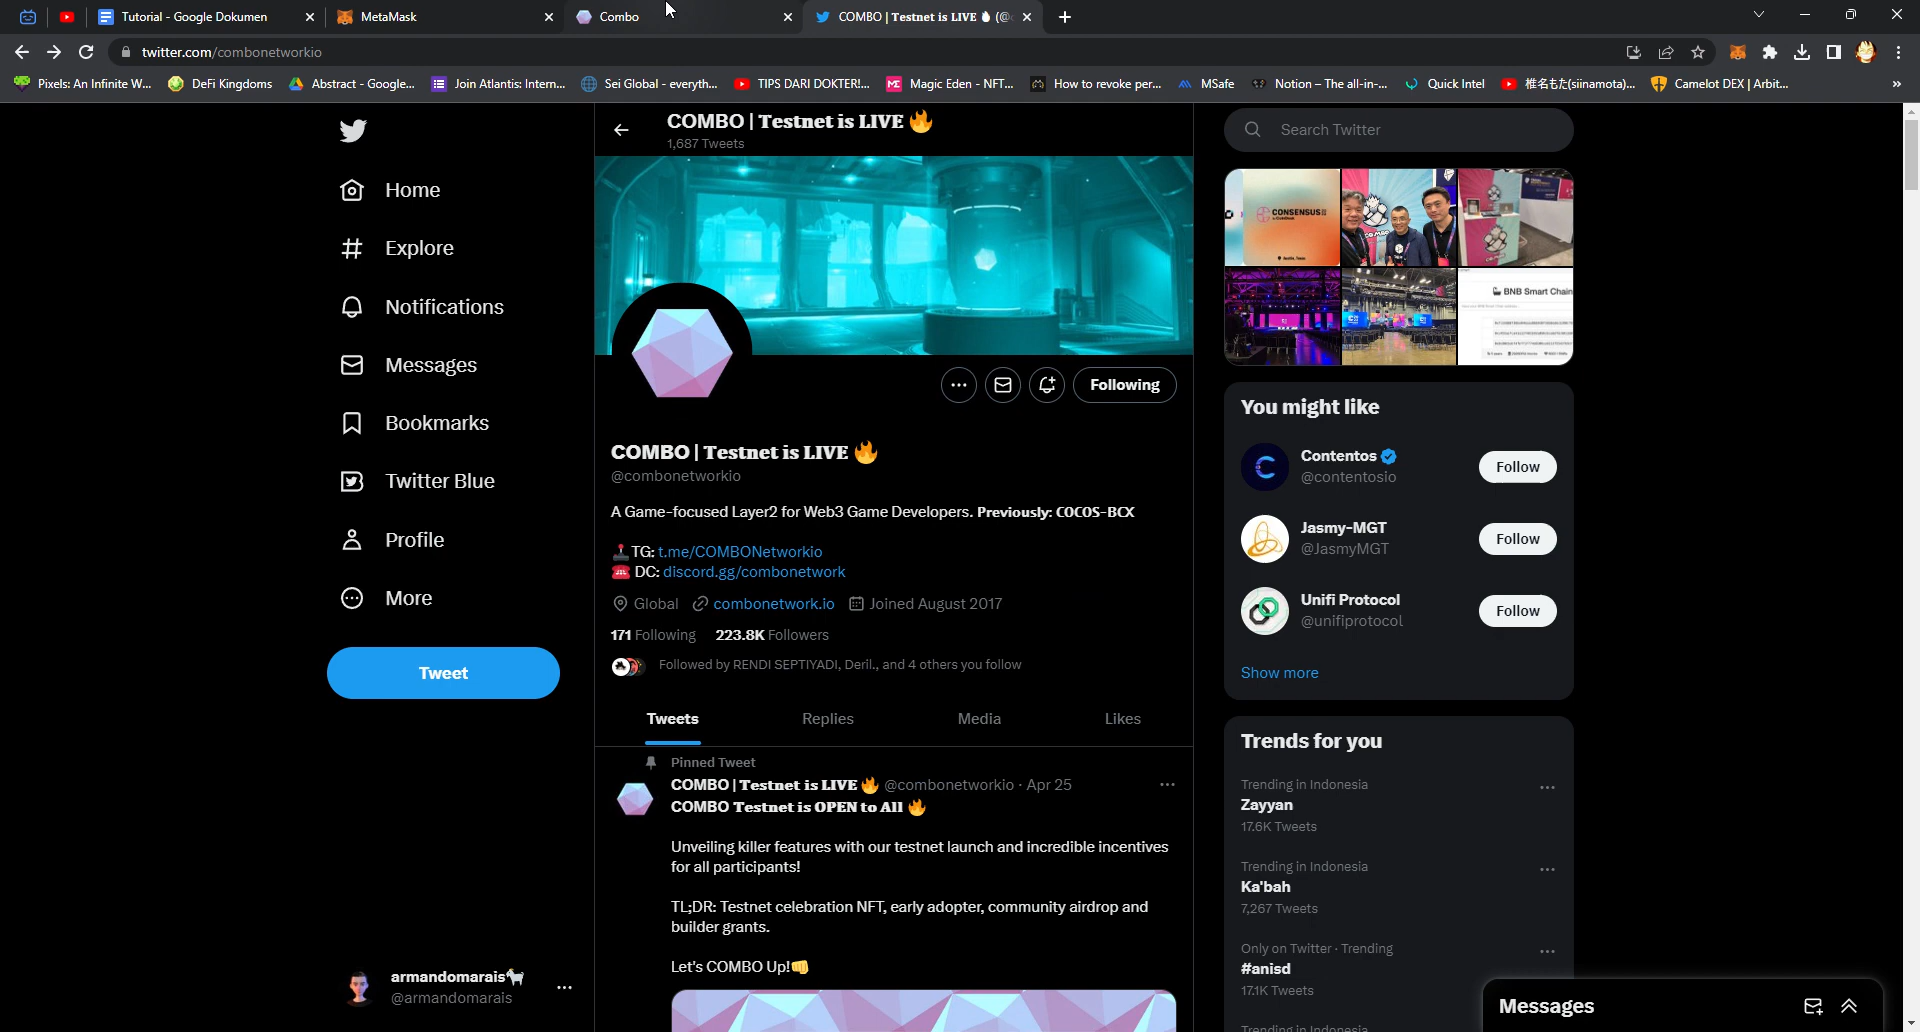 Tutorial - Google Dokumen
MetaMask
Combo
COMBO | Testnet is LIVE (@
twitter.com/combonetworkio
Pixels: An Infinite W...
DeFi Kingdoms
Abstract - Google...
Join Atlantis: Intern...
Sei Global - everyth...
TIPS DARI DOKTER!...
Magic Eden - NFT...
How to revoke per...
MSafe
Notion – The all-in-...
Quick Intel
椎名もた(siinamota)...
Camelot DEX | Arbit...
»
COMBO | Testnet is LIVE 🔥
1,687 Tweets
Search Twitter
Home
Explore
Notifications
Messages
Bookmarks
Twitter Blue
Profile
More
Tweet
armandomarais🐐
@armandomarais
Following
COMBO | Testnet is LIVE 🔥
@combonetworkio
A Game-focused Layer2 for Web3 Game Developers. Previously: COCOS-BCX
🕹️TG: t.me/COMBONetworkio
☎️ DC: discord.gg/combonetwork
Global combonetwork.io Joined August 2017
171 Following 223.8K Followers
Followed by RENDI SEPTIYADI, Deril., and 4 others you follow
Tweets Replies Media Likes
Pinned Tweet
COMBO | Testnet is LIVE 🔥 @combonetworkio · Apr 25
COMBO Testnet is OPEN to All 🔥
Unveiling killer features with our testnet launch and incredible incentives
for all participants!
TL;DR: Testnet celebration NFT, early adopter, community airdrop and
builder grants.
Let's COMBO Up!👊
CONSENSUS
BNB Smart Chain
You might like
Contentos
@contentosio
Follow
Jasmy-MGT
@JasmyMGT
Follow
Unifi Protocol
@unifiprotocol
Follow
Show more
Trends for you
Trending in Indonesia
Zayyan
17.6K Tweets
Trending in Indonesia
Ka'bah
7,267 Tweets
Only on Twitter · Trending
#anisd
17.1K Tweets
Trending in Indonesia
Messages